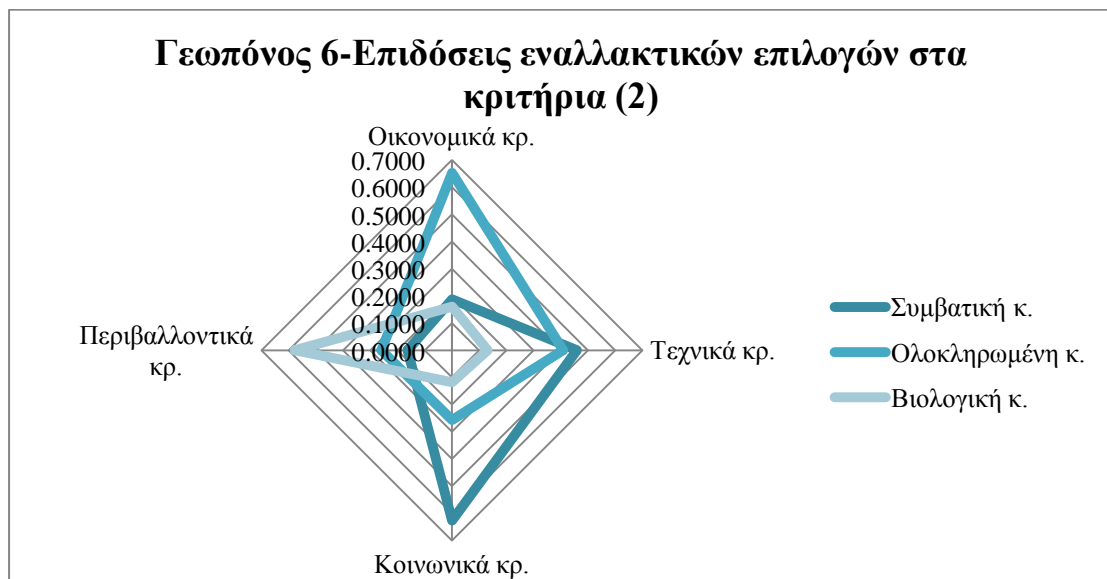 Γεωπόνος 6-Επιδόσεις εναλλακτικών επιλογών στα
κριτήρια (2)
Οικονομικά κρ.
0.7000
0.6000
0.5000
0.4000
0.3000
0.2000
0.1000
0.0000
Περιβαλλοντικά
κρ.
Τεχνικά κρ.
Κοινωνικά κρ.
Συμβατική κ.
Ολοκληρωμένη κ.
Βιολογική κ.